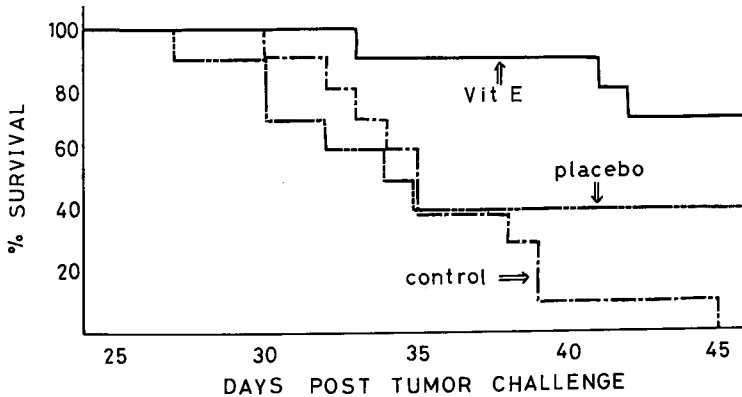 100
80
60
40
20
% SURVIVAL
Vit E
placebo
control
25 30 35 40 45
DAYS POST TUMOR CHALLENGE